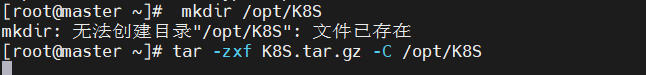 [root@master ~]#  mkdir /opt/K8S
mkdir: 无法创建目录"/opt/K8S": 文件已存在
[root@master ~]# tar -zxf K8S.tar.gz -C /opt/K8S